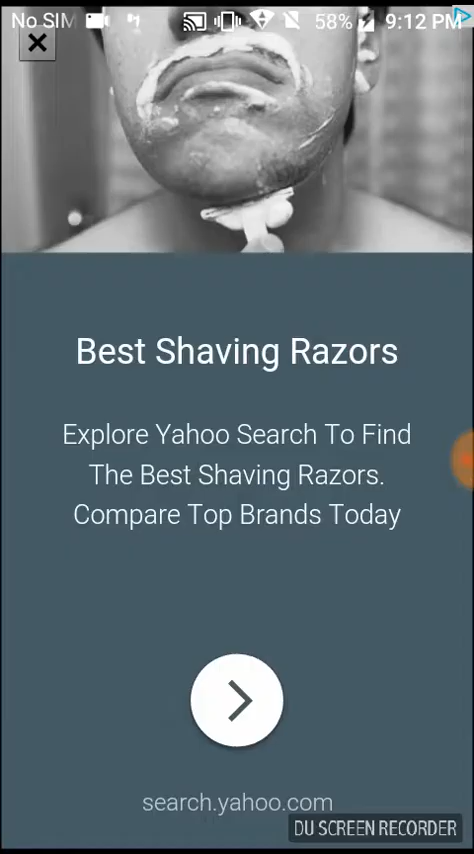 No SIM 58% 9:12 PM
Best Shaving Razors
Explore Yahoo Search To Find
The Best Shaving Razors.
Compare Top Brands Today
search.yahoo.com
DU SCREEN RECORDER